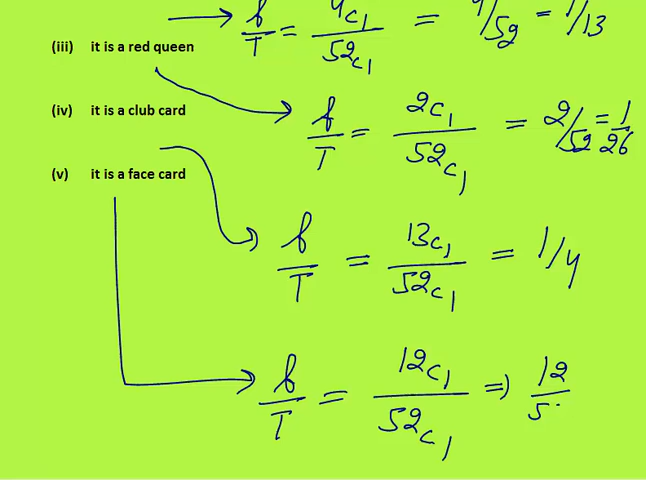 f/T = 4c1/52c1 = 4/52 = 1/13
(iii) it is a red queen
f/T = 2c1/52c1 = 2/52 = 1/26
(iv) it is a club card
(v) it is a face card
f/T = 13c1/52c1 = 1/4
f/T = 12c1/52c1 => 12/5